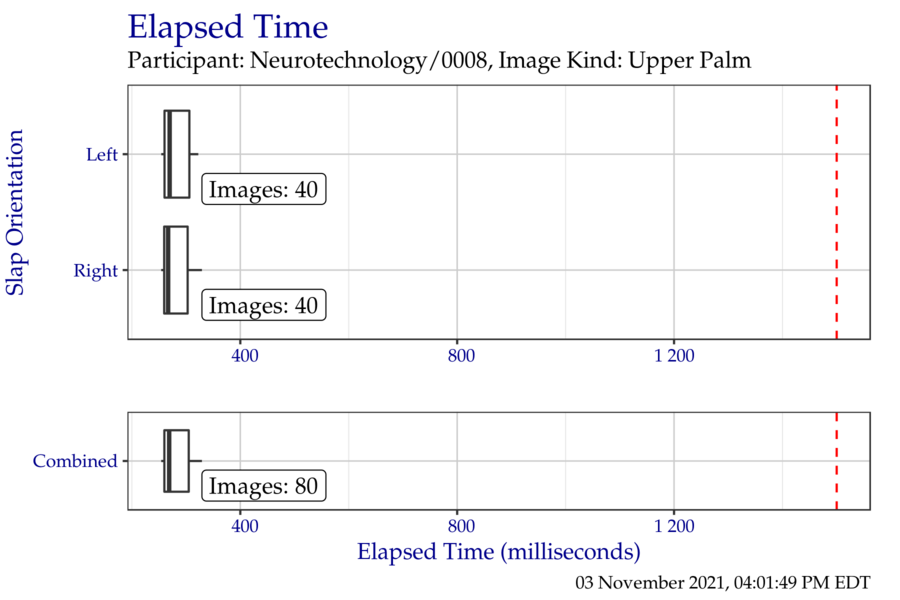 Elapsed Time
Participant: Neurotechnology/0008, Image Kind: Upper Palm
Slap Orientation
Left
Images: 40
Right
Images: 40
400 800 1 200
Combined
Images: 80
400 800 1 200
Elapsed Time (milliseconds)
03 November 2021, 04:01:49 PM EDT